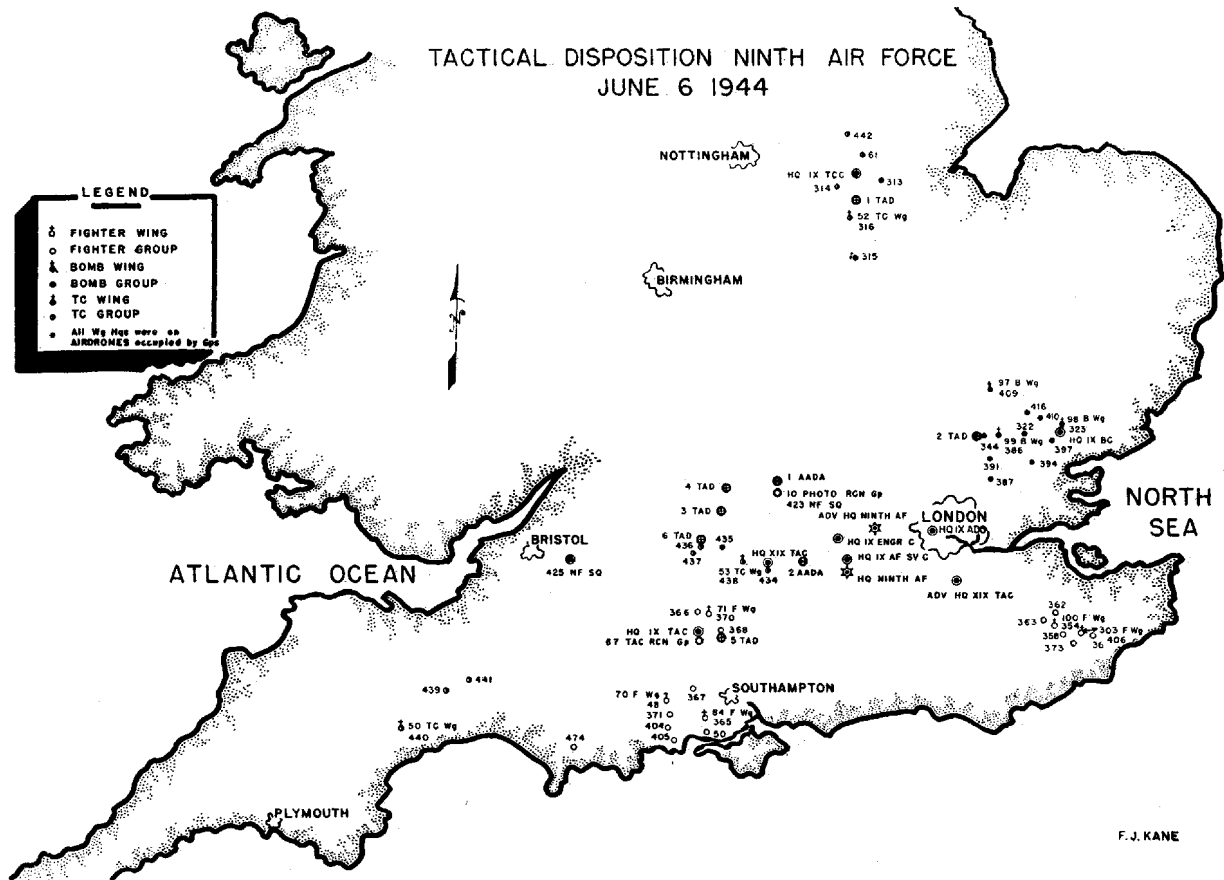 TACTICAL DISPOSITION NINTH AIR FORCE
JUNE 6 1944
LEGEND
FIGHTER WING
FIGHTER GROUP
BOMB WING
BOMB GROUP
TC WING
TC GROUP
All Wg Hqs were on
AIRDROMES occupied by Gps
NOTTINGHAM
442
61
HQ IX TCC
314
313
1 TAD
52 TC Wg
316
315
BIRMINGHAM
97 B Wg
409
416
410
98 B Wg
323
HQ IX BC
322
2 TAD
344
99 B Wg
386
397
391
394
387
1 AADA
10 PHOTO RCN Gp
423 NF SQ
4 TAD
3 TAD
ADV HQ NINTH AF
LONDON
HQ IX ADC
NORTH
SEA
6 TAD
436
435
437
HQ IX ENGR C
BRISTOL
425 NF SQ
HQ XIX TAC
53 TC Wg
438
434
2 AADA
HQ IX AF SV C
HQ NINTH AF
ADV HQ XIX TAC
ATLANTIC OCEAN
366
71 F Wg
370
HQ IX TAC
67 TAC RCN Gp
368
5 TAD
362
363
100 F Wg
354
303 F Wg
358
36
406
373
439
441
70 F Wg
48
367
SOUTHAMPTON
371
84 F Wg
365
404
405
50
50 TC Wg
440
474
PLYMOUTH
F.J. KANE